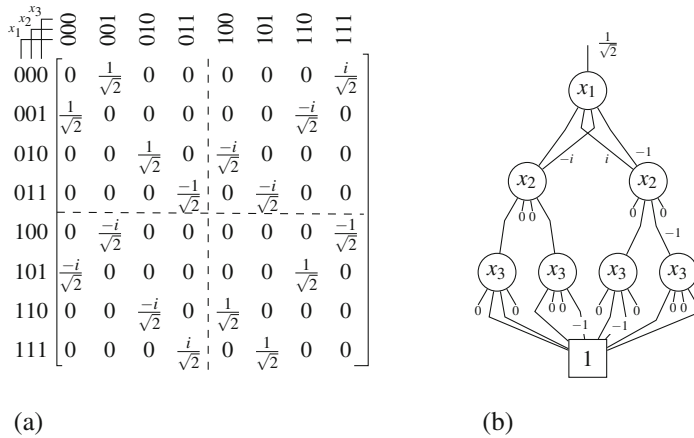 x₃
x₂
x₁
000 001 010 011 100 101 110 111
000 0 1/√2 0 0 0 0 0 i/√2
001 1/√2 0 0 0 0 0 -i/√2 0
010 0 0 1/√2 0 -i/√2 0 0 0
011 0 0 0 -1/√2 0 -i/√2 0 0
100 0 -i/√2 0 0 0 0 0 -1/√2
101 -i/√2 0 0 0 0 0 1/√2 0
110 0 0 -i/√2 0 1/√2 0 0 0
111 0 0 0 i/√2 0 1/√2 0 0
(a)
1/√2
x₁
-i i -1
x₂ x₂
0 0 0 0
-1
x₃ x₃ x₃ x₃
0 0 0 0 0 0 0 0
-1 -1
1
(b)